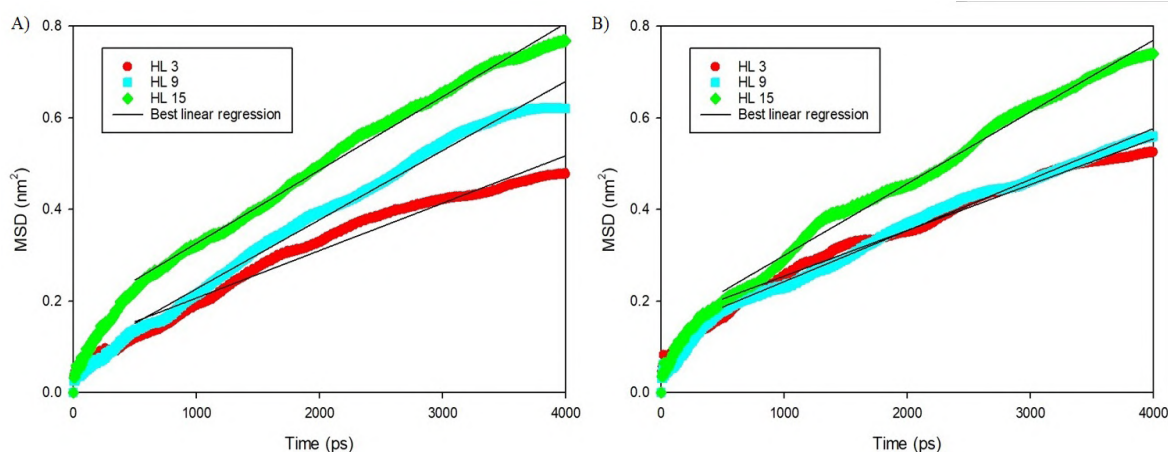 A)
0.8
0.6
0.4
0.2
0.0
MSD (nm²)
HL 3
HL 9
HL 15
Best linear regression
0 1000 2000 3000 4000
Time (ps)
B)
0.8
0.6
0.4
0.2
0.0
MSD (nm²)
HL 3
HL 9
HL 15
Best linear regression
0 1000 2000 3000 4000
Time (ps)